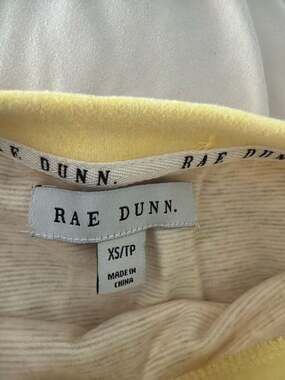 E DUNN.
RAE DUNN
RAE DUNN.
XS/TP
MADE IN
CHINA